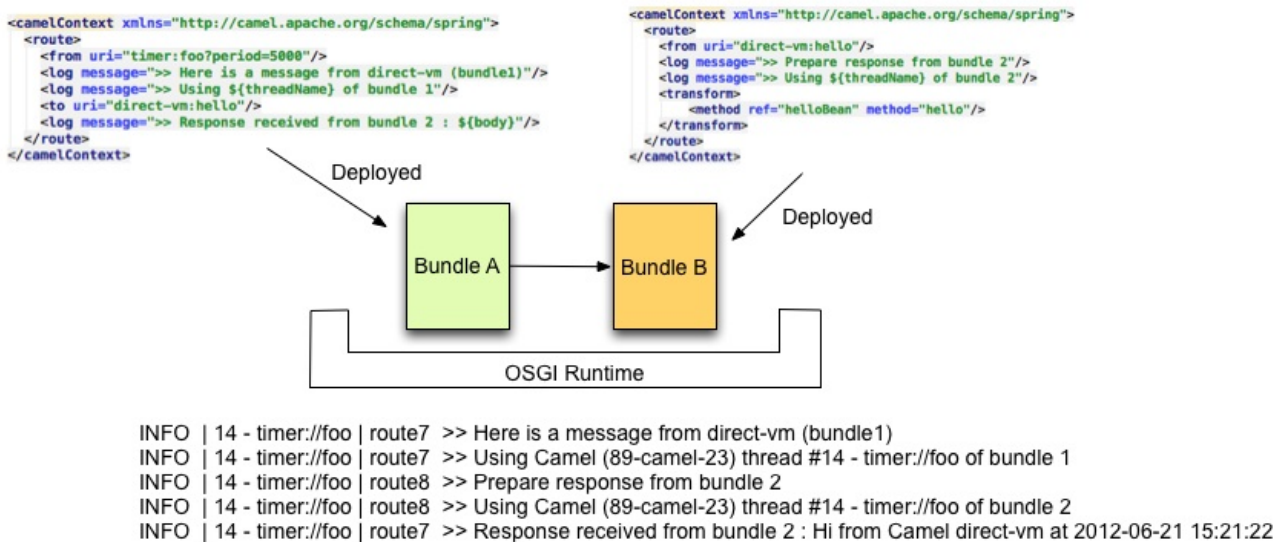 <camelContext xmlns="http://camel.apache.org/schema/spring">
<route>
<from uri="timer:foo?period=5000"/>
<log message=">> Here is a message from direct-vm (bundle1)"/>
<log message=">> Using ${threadName} of bundle 1"/>
<to uri="direct-vm:hello"/>
<log message=">> Response received from bundle 2 : ${body}"/>
</route>
</camelContext>
<camelContext xmlns="http://camel.apache.org/schema/spring">
<route>
<from uri="direct-vm:hello"/>
<log message=">> Prepare response from bundle 2"/>
<log message=">> Using ${threadName} of bundle 2"/>
<transform>
<method ref="helloBean" method="hello"/>
</transform>
</route>
</camelContext>
Deployed
Deployed
Bundle A
Bundle B
OSGI Runtime
INFO | 14 - timer://foo | route7 >> Here is a message from direct-vm (bundle1)
INFO | 14 - timer://foo | route7 >> Using Camel (89-camel-23) thread #14 - timer://foo of bundle 1
INFO | 14 - timer://foo | route8 >> Prepare response from bundle 2
INFO | 14 - timer://foo | route8 >> Using Camel (89-camel-23) thread #14 - timer://foo of bundle 2
INFO | 14 - timer://foo | route7 >> Response received from bundle 2 : Hi from Camel direct-vm at 2012-06-21 15:21:22